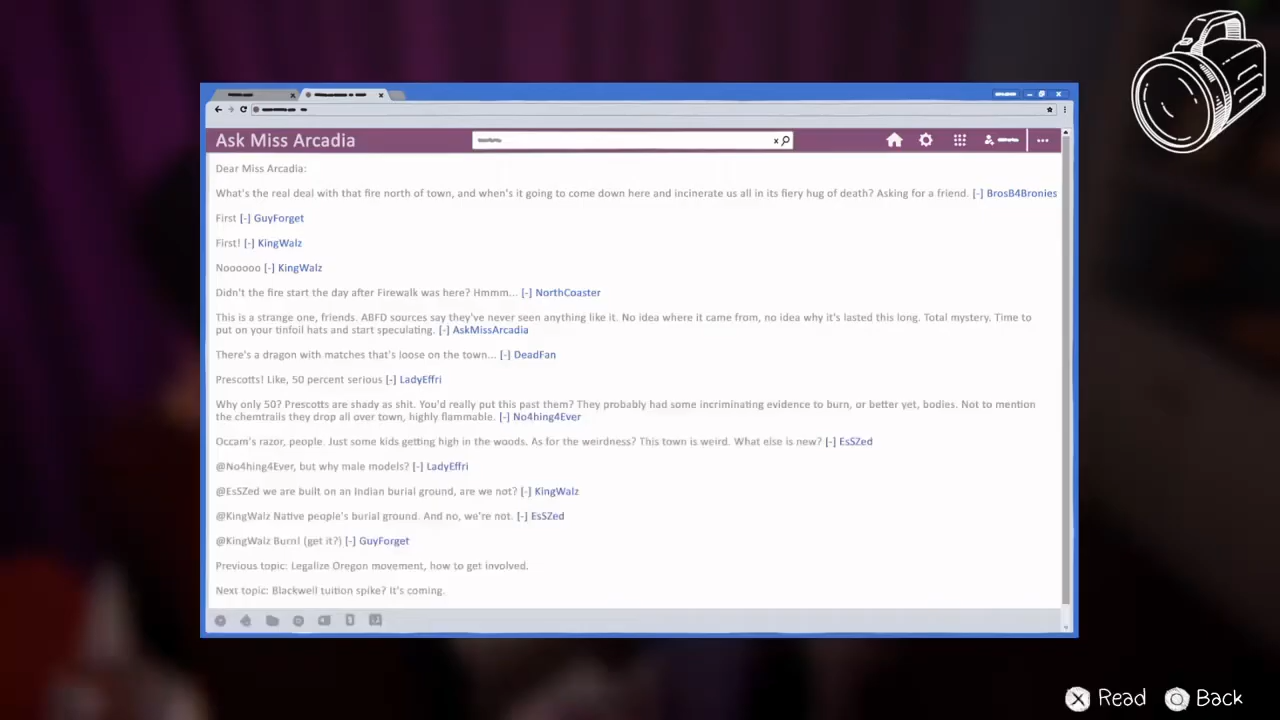 Ask Miss Arcadia
Dear Miss Arcadia:
What's the real deal with that fire north of town, and when's it going to come down here and incinerate us all in its fiery hug of death? Asking for a friend. [-] BrosB4Bronies
First [-] GuyForget
First! [-] KingWalz
Noooooo [-] KingWalz
Didn't the fire start the day after Firewalk was here? Hmmm... [-] NorthCoaster
This is a strange one, friends. ABFD sources say they've never seen anything like it. No idea where it came from, no idea why it's lasted this long. Total mystery. Time to
put on your tinfoil hats and start speculating. [-] AskMissArcadia
There's a dragon with matches that's loose on the town... [-] DeadFan
Prescotts! Like, 50 percent serious [-] LadyEffri
Why only 50? Prescotts are shady as shit. You'd really put this past them? They probably had some incriminating evidence to burn, or better yet, bodies. Not to mention
the chemtrails they drop all over town, highly flammable. [-] No4hing4Ever
Occam's razor, people. Just some kids getting high in the woods. As for the weirdness? This town is weird. What else is new? [-] EsSZed
@No4hing4Ever, but why male models? [-] LadyEffri
@EsSZed we are built on an Indian burial ground, are we not? [-] KingWalz
@KingWalz Native people's burial ground. And no, we're not. [-] EsSZed
@KingWalz Burn! (get it?) [-] GuyForget
Previous topic: Legalize Oregon movement, how to get involved.
Next topic: Blackwell tuition spike? It's coming.
Read Back